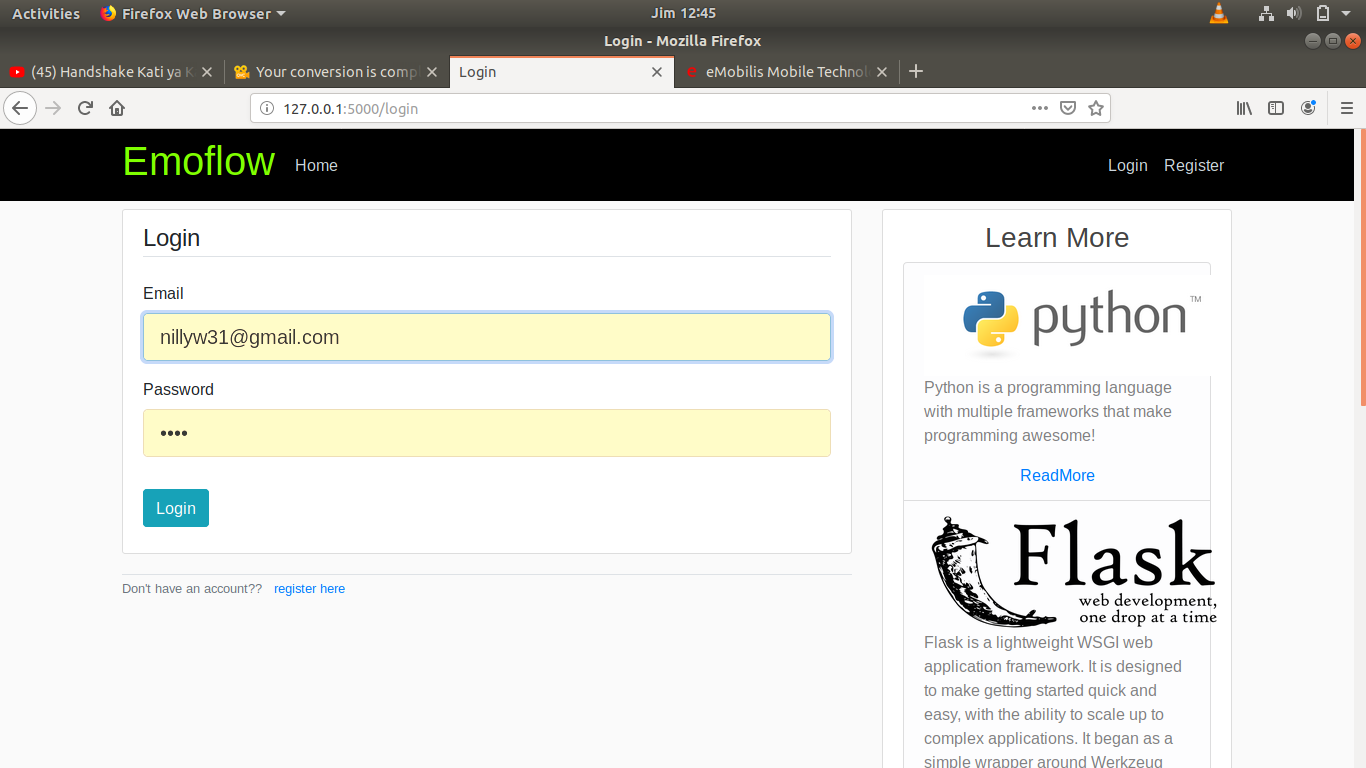 Activities
Firefox Web Browser
Jim 12:45
Login - Mozilla Firefox
(45) Handshake Kati ya K
Your conversion is comp
Login
eMobilis Mobile Technol
127.0.0.1:5000/login
Emoflow
Home
Login
Register
Login
Email
nillyw31@gmail.com
Password
Login
Don't have an account?? register here
Learn More
python™
Python is a programming language
with multiple frameworks that make
programming awesome!
ReadMore
Flask
web development,
one drop at a time
Flask is a lightweight WSGI web
application framework. It is designed
to make getting started quick and
easy, with the ability to scale up to
complex applications. It began as a
simple wrapper around Werkzeug